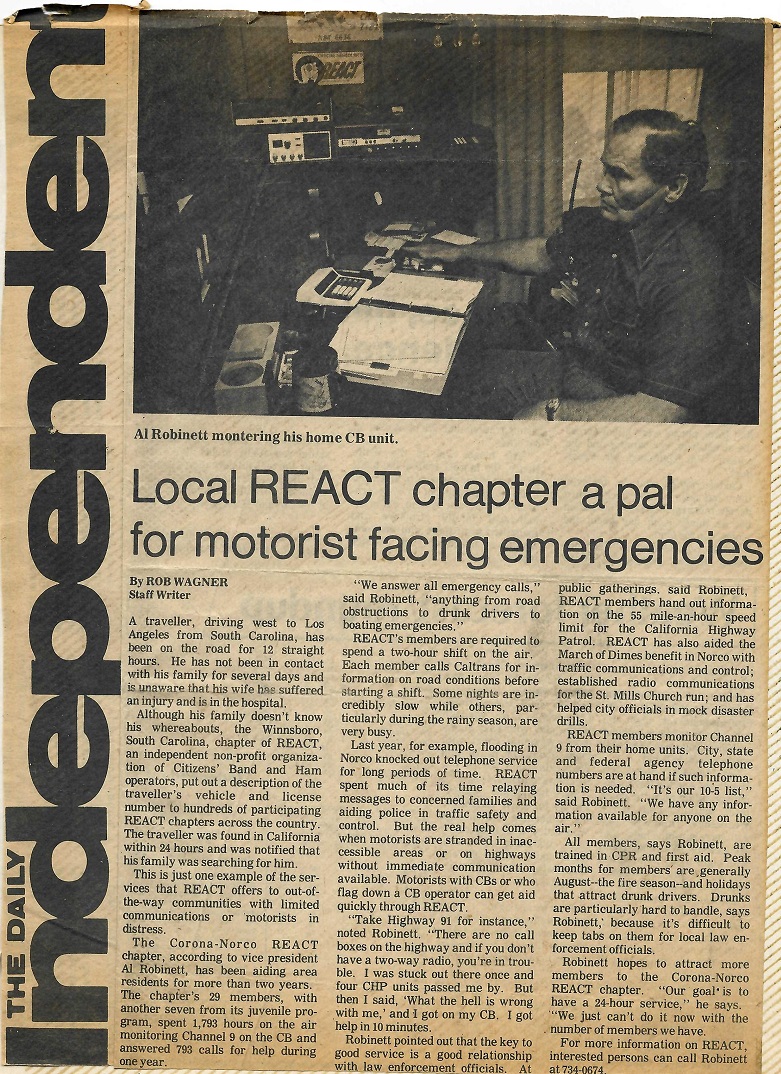 THE DAILY
Independent
REACT
Al Robinett montering his home CB unit.
Local REACT chapter a pal
for motorist facing emergencies
By ROB WAGNER
Staff Writer
A traveller, driving west to Los
Angeles from South Carolina, has
been on the road for 12 straight
hours. He has not been in contact
with his family for several days and
is unaware that his wife has suffered
an injury and is in the hospital.
Although his family doesn't know
his whereabouts, the Winnsboro,
South Carolina, chapter of REACT,
an independent non-profit organiza-
tion of Citizens' Band and Ham
operators, put out a description of the
traveller's vehicle and license
number to hundreds of participating
REACT chapters across the country.
The traveller was found in California
within 24 hours and was notified that
his family was searching for him.
This is just one example of the ser-
vices that REACT offers to out-of-
the-way communities with limited
communications or motorists in
distress.
The Corona-Norco REACT
chapter, according to vice president
Al Robinett, has been aiding area
residents for more than two years.
The chapter's 29 members, with
another seven from its juvenile pro-
gram, spent 1,793 hours on the air
monitoring Channel 9 on the CB and
answered 793 calls for help during
one year.
"We answer all emergency calls,"
said Robinett, "anything from road
obstructions to drunk drivers to
boating emergencies."
REACT's members are required to
spend a two-hour shift on the air.
Each member calls Caltrans for in-
formation on road conditions before
starting a shift. Some nights are in-
credibly slow while others, par-
ticularly during the rainy season, are
very busy.
Last year, for example, flooding in
Norco knocked out telephone service
for long periods of time. REACT
spent much of its time relaying
messages to concerned families and
aiding police in traffic safety and
control. But the real help comes
when motorists are stranded in inac-
cessible areas or on highways
without immediate communication
available. Motorists with CBs or who
flag down a CB operator can get aid
quickly through REACT.
"Take Highway 91 for instance,"
noted Robinett. "There are no call
boxes on the highway and if you don't
have a two-way radio, you're in trou-
ble. I was stuck out there once and
four CHP units passed me by. But
then I said, 'What the hell is wrong
with me,' and I got on my CB. I got
help in 10 minutes.
Robinett pointed out that the key to
good service is a good relationship
with law enforcement officials. At
public gatherings, said Robinett,
REACT members hand out informa-
tion on the 55 mile-an-hour speed
limit for the California Highway
Patrol. REACT has also aided the
March of Dimes benefit in Norco with
traffic communications and control;
established radio communications
for the St. Mills Church run; and has
helped city officials in mock disaster
drills.
REACT members monitor Channel
9 from their home units. City, state
and federal agency telephone
numbers are at hand if such informa-
tion is needed. "It's our 10-5 list,"
said Robinett. "We have any infor-
mation available for anyone on the
air."
All members, says Robinett, are
trained in CPR and first aid. Peak
months for members are generally
August--the fire season--and holidays
that attract drunk drivers. Drunks
are particularly hard to handle, says
Robinett, because it's difficult to
keep tabs on them for local law en-
forcement officials.
Robinett hopes to attract more
members to the Corona-Norco
REACT chapter. "Our goal is to
have a 24-hour service," he says.
"We just can't do it now with the
number of members we have.
For more information on REACT,
interested persons can call Robinett
at 734-0674.